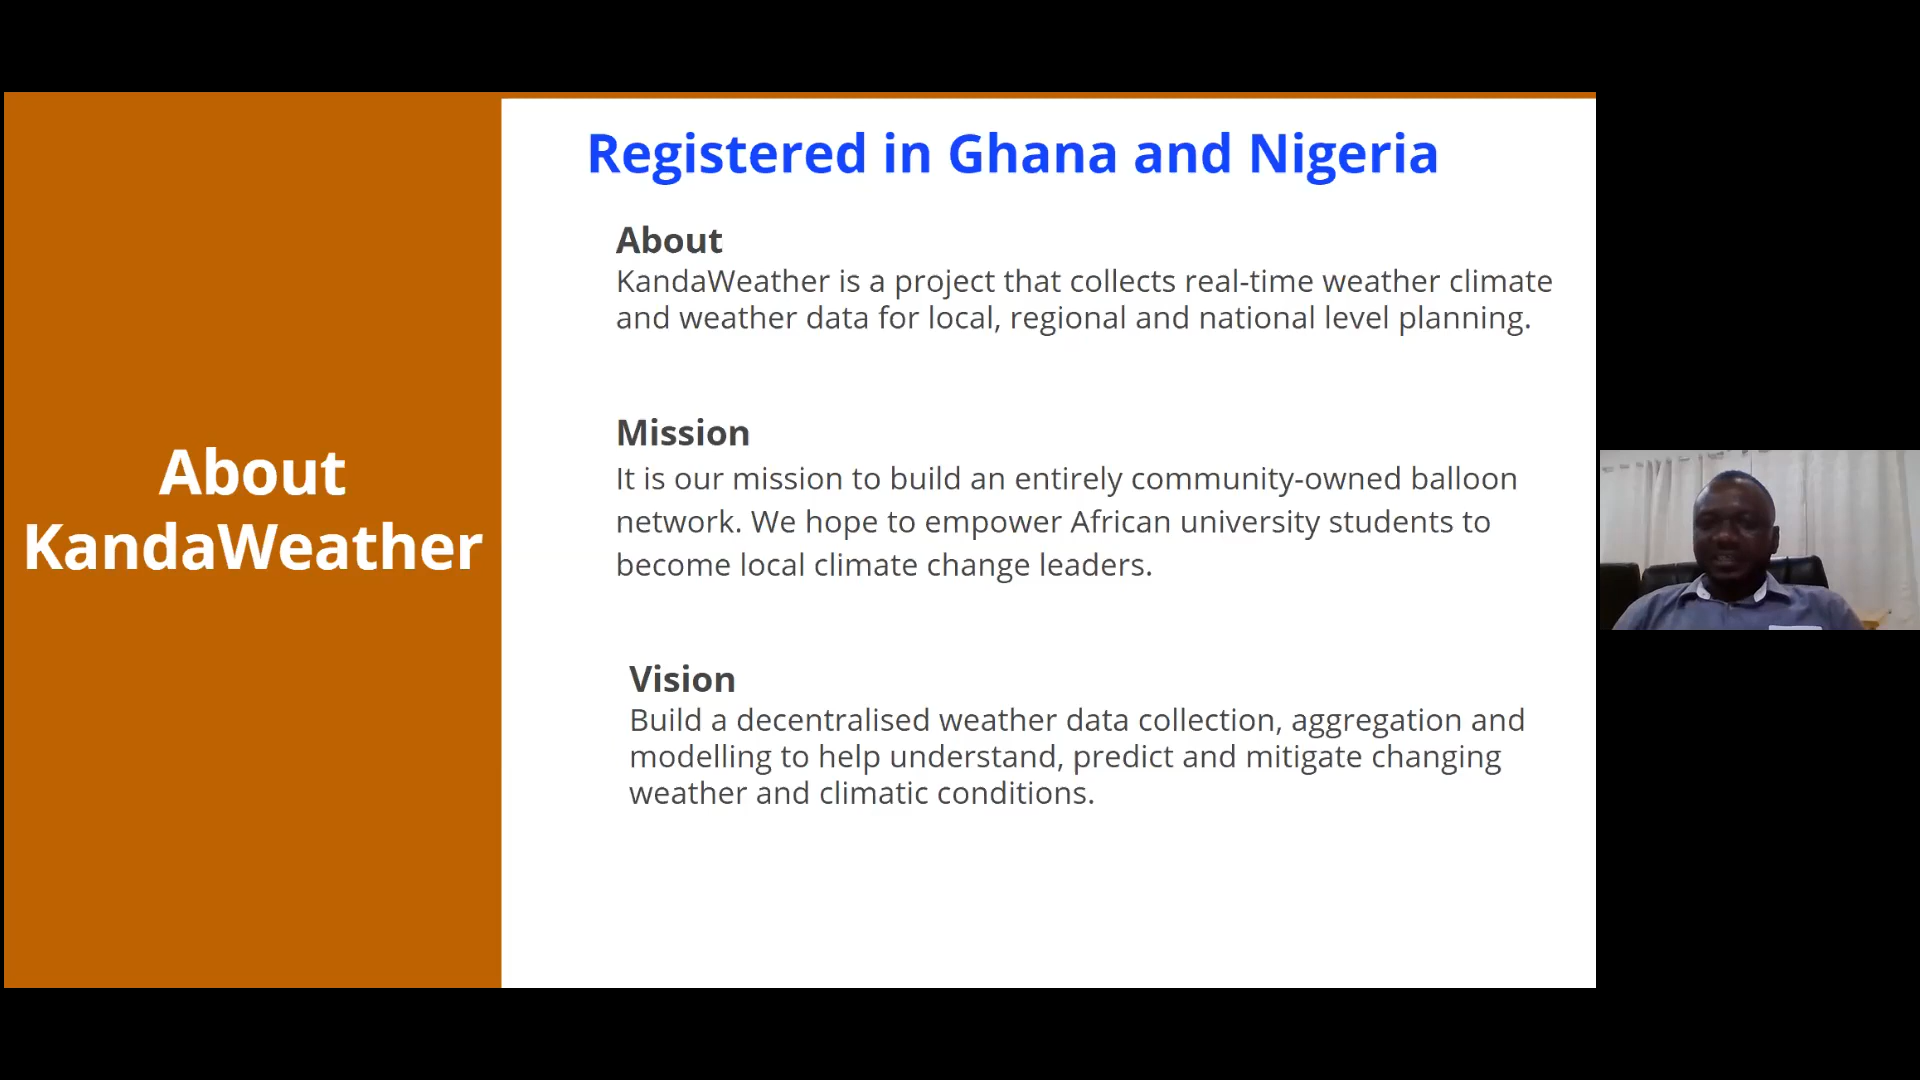 About
KandaWeather
Registered in Ghana and Nigeria
About
KandaWeather is a project that collects real-time weather climate
and weather data for local, regional and national level planning.
Mission
It is our mission to build an entirely community-owned balloon
network. We hope to empower African university students to
become local climate change leaders.
Vision
Build a decentralised weather data collection, aggregation and
modelling to help understand, predict and mitigate changing
weather and climatic conditions.